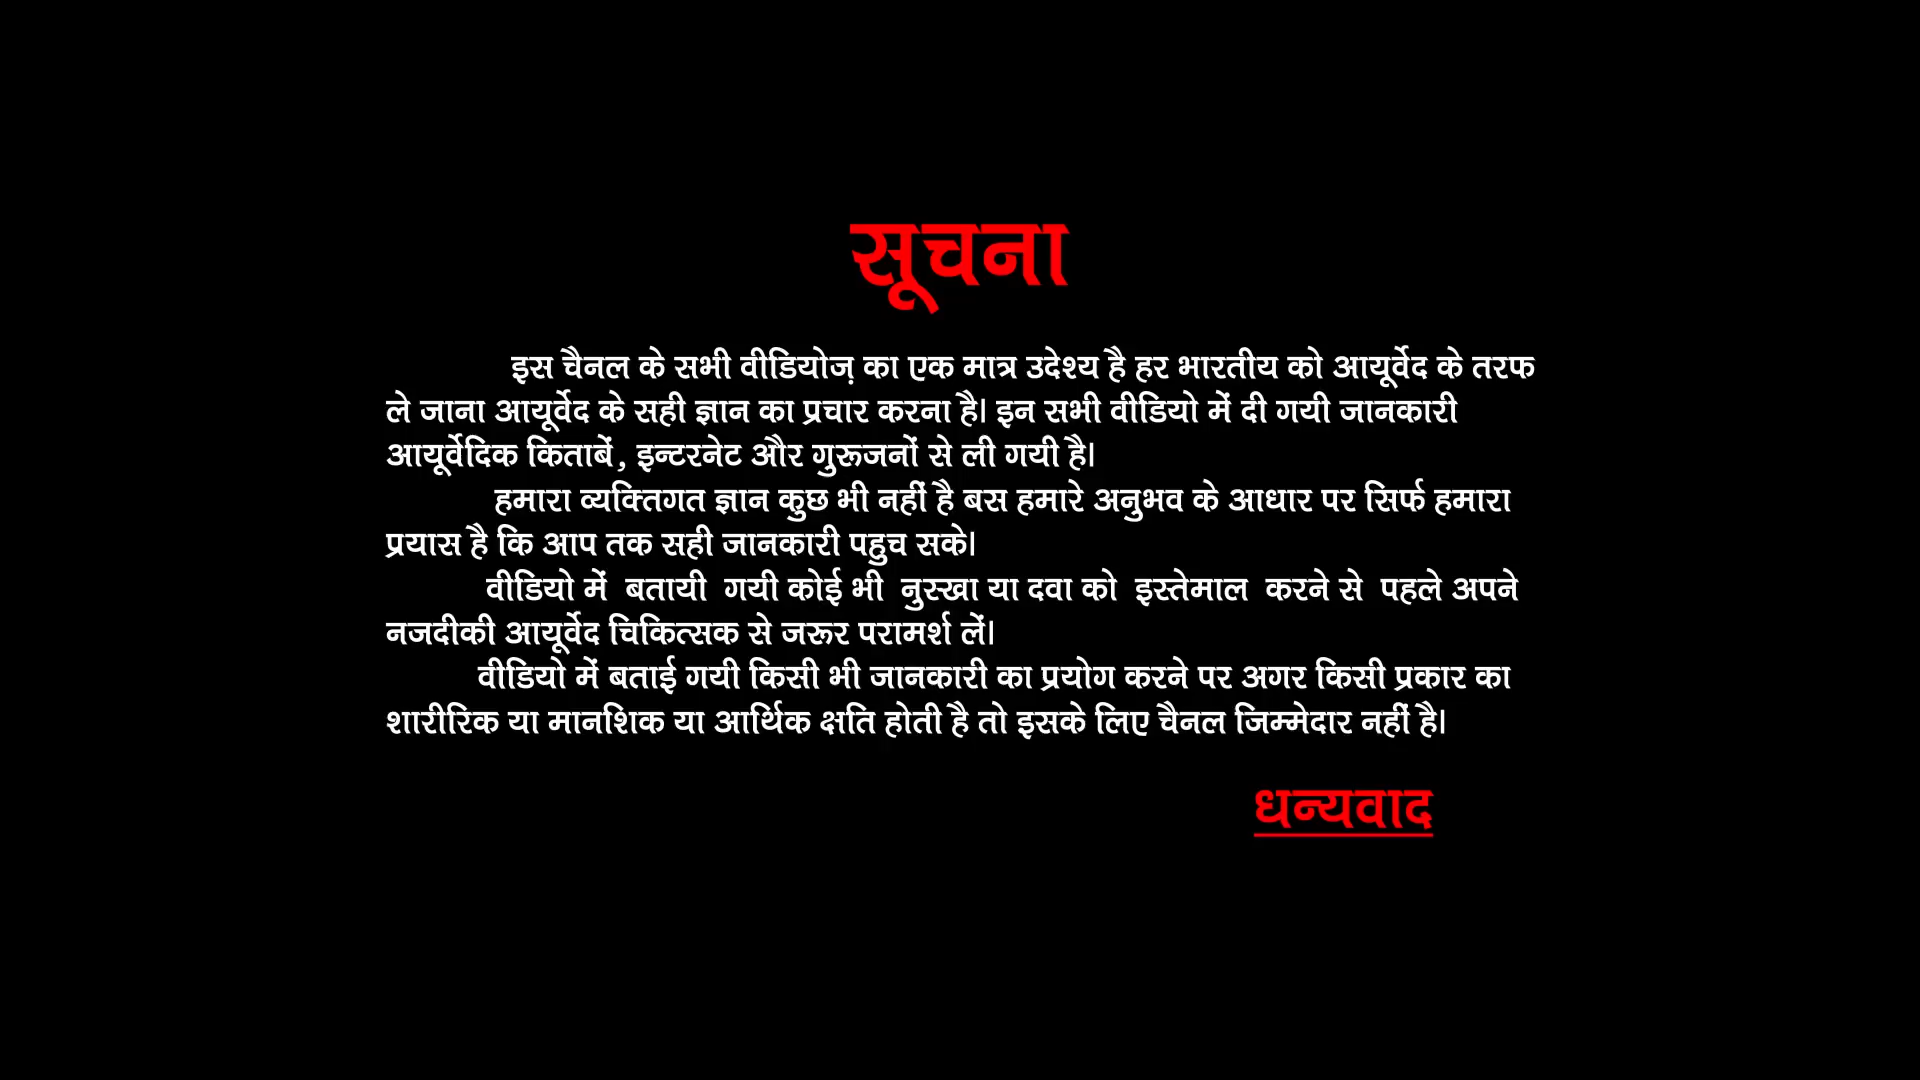 सूचना
इस चैनल के सभी वीडियोज़ का एक मात्र उदेश्य है हर भारतीय को आयूर्वेद के तरफ
ले जाना आयूर्वेद के सही ज्ञान का प्रचार करना है। इन सभी वीडियो में दी गयी जानकारी
आयूर्वेदिक किताबें, इन्टरनेट और गुरूजनों से ली गयी है।
हमारा व्यक्तिगत ज्ञान कुछ भी नहीं है बस हमारे अनुभव के आधार पर सिर्फ हमारा
प्रयास है कि आप तक सही जानकारी पहुच सके।
वीडियो में बतायी गयी कोई भी नुस्खा या दवा को इस्तेमाल करने से पहले अपने
नजदीकी आयूर्वेद चिकित्सक से जरूर परामर्श लें।
वीडियो में बताई गयी किसी भी जानकारी का प्रयोग करने पर अगर किसी प्रकार का
शारीरिक या मानशिक या आर्थिक क्षति होती है तो इसके लिए चैनल जिम्मेदार नहीं है।
धन्यवाद